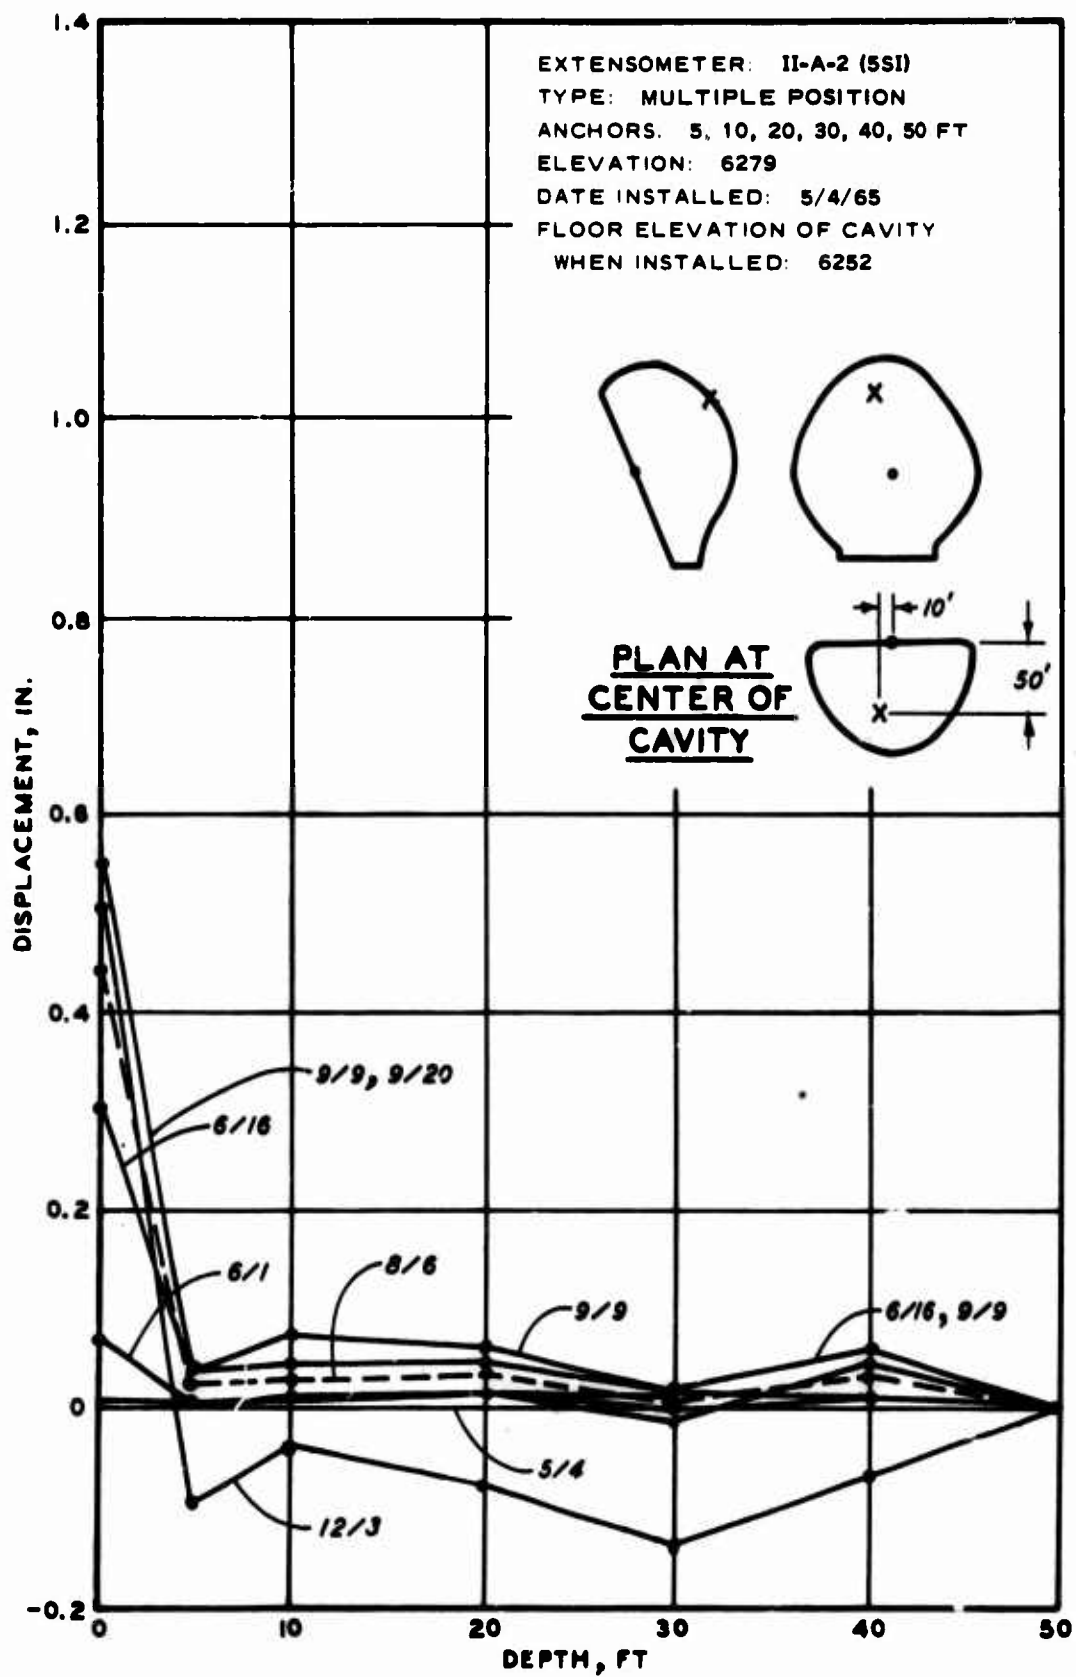 1.4
1.2
1.0
0.8
0.6
0.4
0.2
0
-0.2
DISPLACEMENT, IN.
EXTENSOMETER: II-A-2 (5SI)
TYPE: MULTIPLE POSITION
ANCHORS. 5, 10, 20, 30, 40, 50 FT
ELEVATION: 6279
DATE INSTALLED: 5/4/65
FLOOR ELEVATION OF CAVITY
WHEN INSTALLED: 6252
X
X
10'
50'
X
PLAN AT
CENTER OF
CAVITY
9/9, 9/20
6/16
6/1
8/6
9/9
6/16, 9/9
5/4
12/3
0
10
20
30
40
50
DEPTH, FT